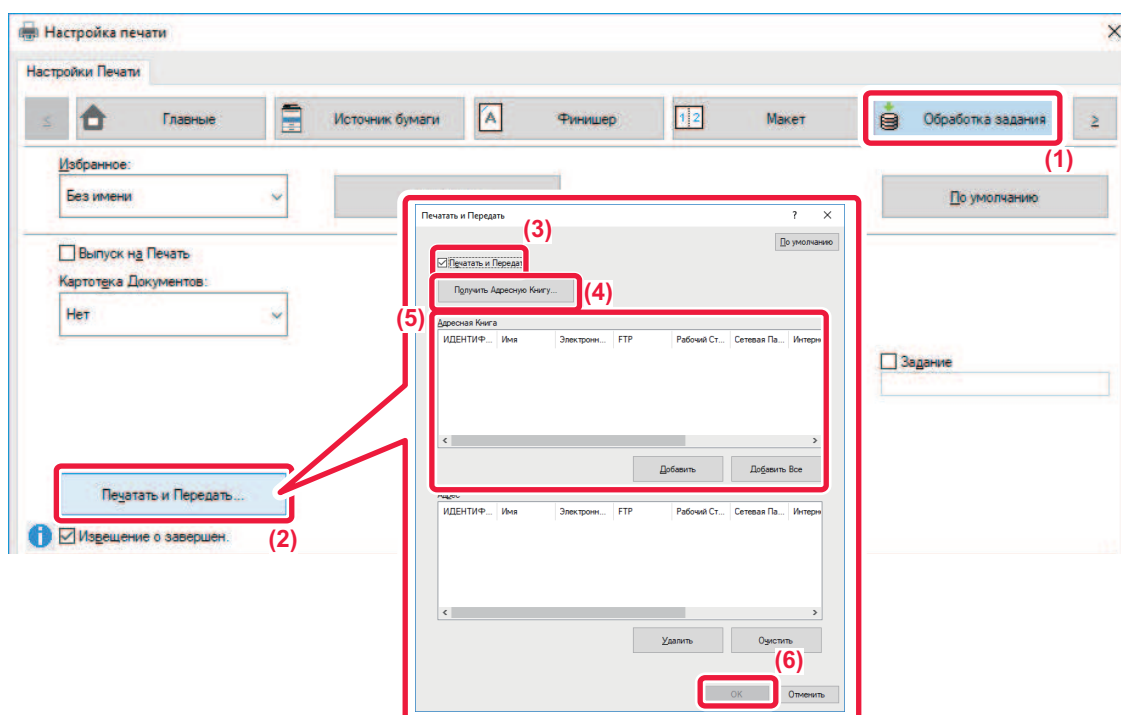 Настройка печати
Настройки Печати
Главные
Источник бумаги
Финишер
Макет
Обработка задания
(1)
Избранное:
Без имени
По умолчанию
Выпуск на Печать
Картотека Документов:
Нет
Задание
Печатать и Передать...
(2)
Извещение о завершен.
Печатать и Передать
По умолчанию
(3)
Печатать и Передат
Получить Адресную Книгу...
(4)
(5)
Адресная Книга
ИДЕНТИФ... Имя Электронн... FTP Рабочий Ст... Сетевая Па... Интерн
Добавить Добавить Все
Адрес
ИДЕНТИФ... Имя Электронн... FTP Рабочий Ст... Сетевая Па... Интерн
Удалить Очистить
(6)
OK Отменить